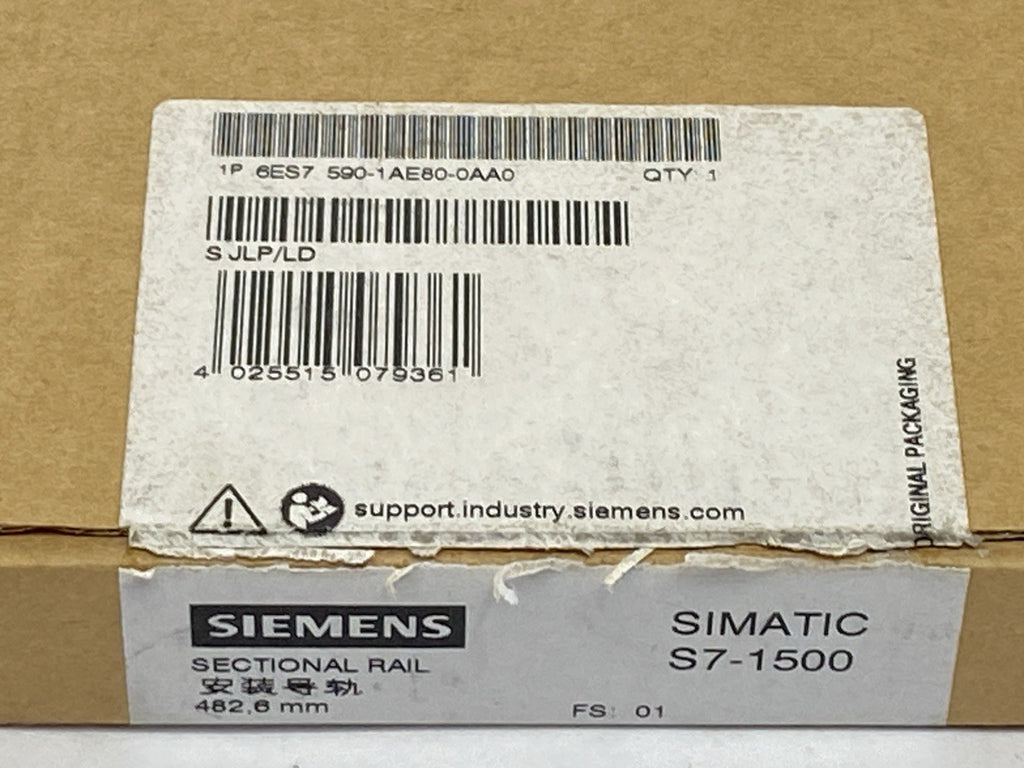 1P 6ES7 590-1AE80-0AA0 QTY 1
S JLP/LD
4 025515 079361
ORIGINAL PACKAGING
support.industry.siemens.com
SIEMENS
SIMATIC
SECTIONAL RAIL
S7-1500
安装导轨
482,6 mm
FS: 01